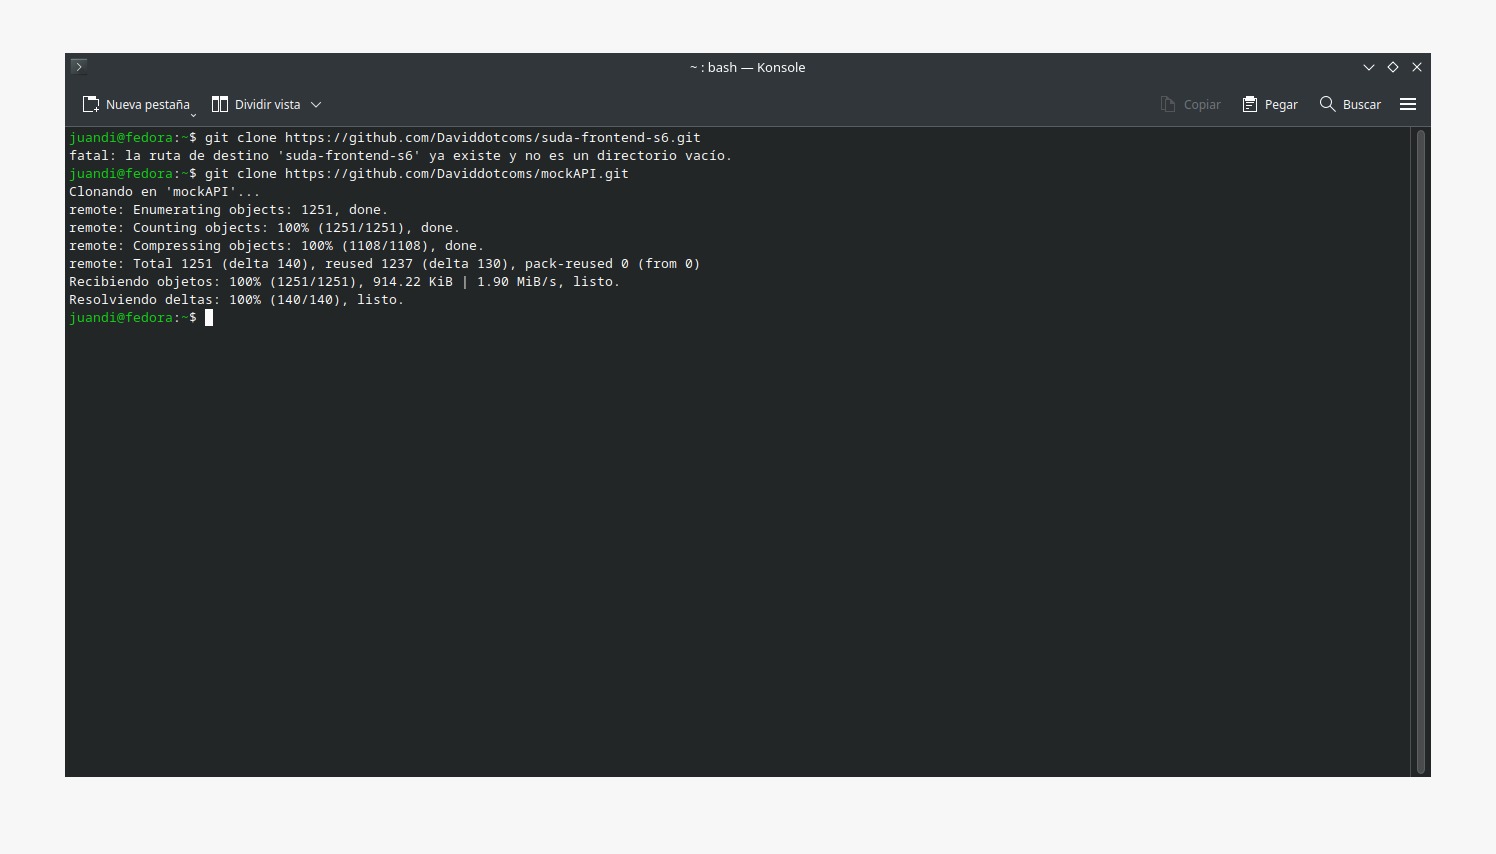 ~ : bash — Konsole
Nueva pestaña Dividir vista Copiar Pegar Buscar
juandi@fedora:~$ git clone https://github.com/Daviddotcoms/suda-frontend-s6.git
fatal: la ruta de destino 'suda-frontend-s6' ya existe y no es un directorio vacío.
juandi@fedora:~$ git clone https://github.com/Daviddotcoms/mockAPI.git
Clonando en 'mockAPI'...
remote: Enumerating objects: 1251, done.
remote: Counting objects: 100% (1251/1251), done.
remote: Compressing objects: 100% (1108/1108), done.
remote: Total 1251 (delta 140), reused 1237 (delta 130), pack-reused 0 (from 0)
Recibiendo objetos: 100% (1251/1251), 914.22 KiB | 1.90 MiB/s, listo.
Resolviendo deltas: 100% (140/140), listo.
juandi@fedora:~$